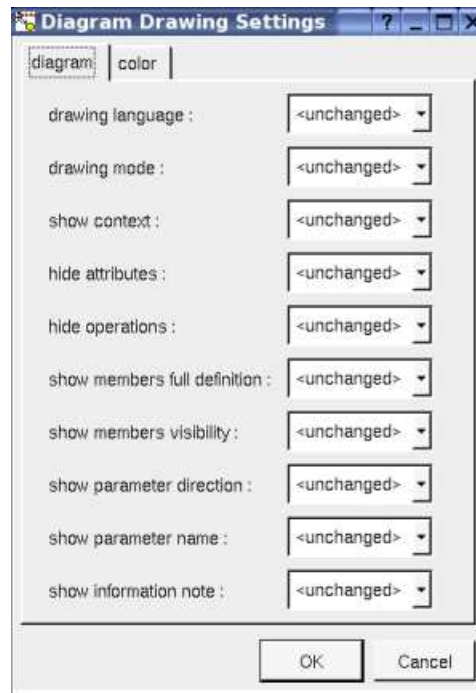 Diagram Drawing Settings ? _
diagram color
drawing language : <unchanged>
drawing mode : <unchanged>
show context : <unchanged>
hide attributes : <unchanged>
hide operations : <unchanged>
show members full definition : <unchanged>
show members visibility : <unchanged>
show parameter direction : <unchanged>
show parameter name : <unchanged>
show information note : <unchanged>
OK Cancel